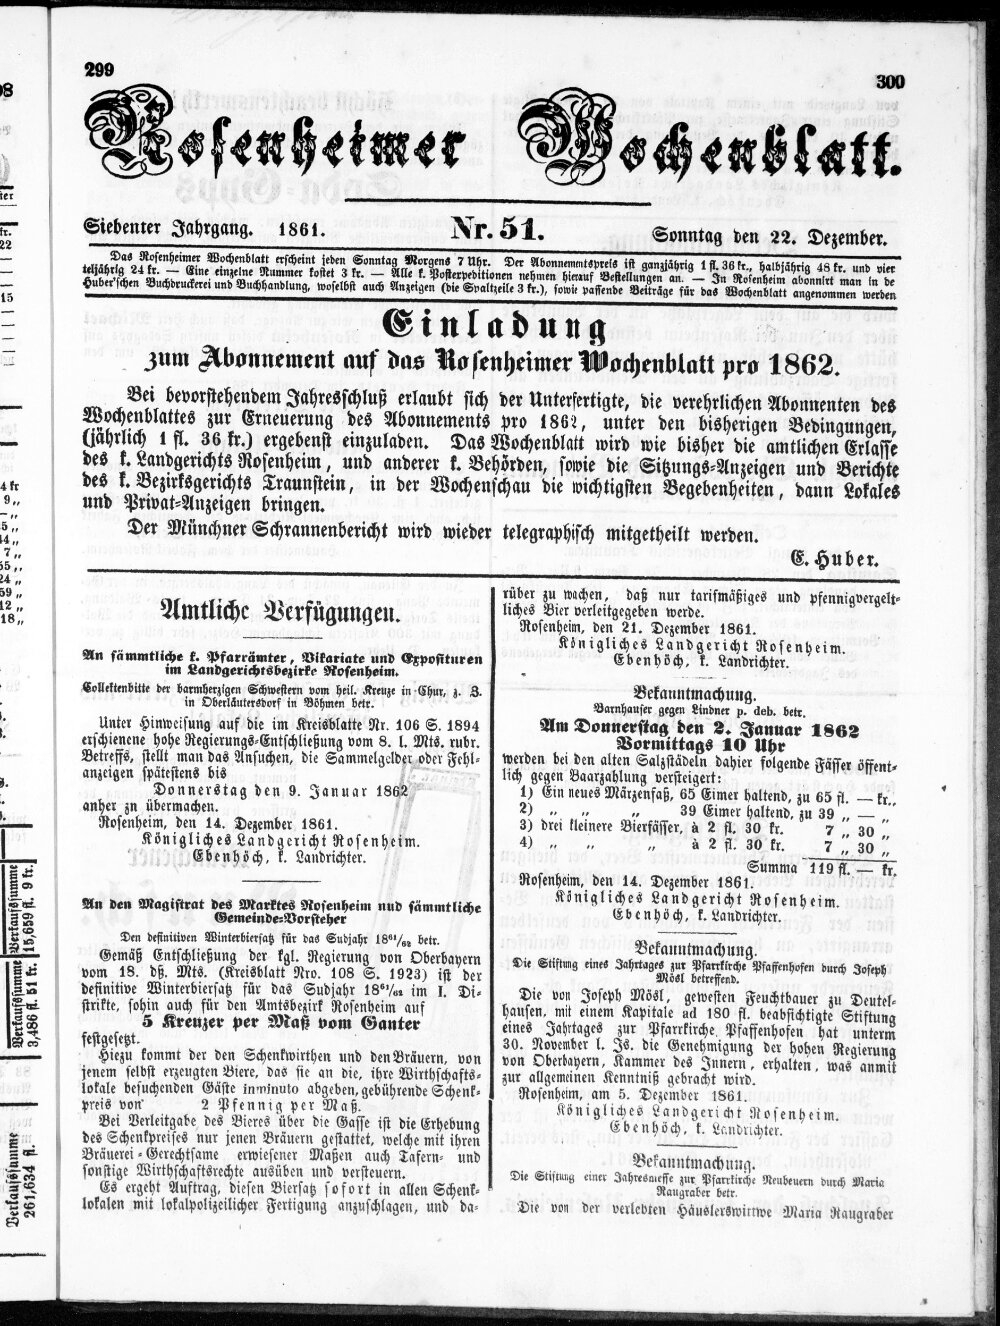 299
300
Rosenheimer Wochenblatt.
Siebenter Jahrgang. 1861. Nr. 51. Sonntag den 22. Dezember.
Das Rosenheimer Wochenblatt erscheint jeden Sonntag Morgens 7 Uhr. Der Abonnementspreis ist ganzjährig 1 fl. 36 kr., halbjährig 48 kr. und vier
teljährig 24 kr. — Eine einzelne Nummer kostet 3 kr. — Alle k. Postexpeditionen nehmen hierauf Bestellungen an. — In Rosenheim abonnirt man in de
Huber'schen Buchdruckerei und Buchhandlung, woselbst auch Anzeigen (die Spaltzeile 3 kr.), sowie passende Beiträge für das Wochenblatt angenommen werden
Einladung
zum Abonnement auf das Rosenheimer Wochenblatt pro 1862.
Bei bevorstehendem Jahresschluß erlaubt sich der Unterfertigte, die verehrlichen Abonnenten des
Wochenblattes zur Erneuerung des Abonnements pro 1862, unter den bisherigen Bedingungen,
(jährlich 1 fl. 36 kr.) ergebenst einzuladen. Das Wochenblatt wird wie bisher die amtlichen Erlasse
des k. Landgerichts Rosenheim, und anderer k. Behörden, sowie die Sitzungs-Anzeigen und Berichte
des k. Bezirksgerichts Traunstein, in der Wochenschau die wichtigsten Begebenheiten, dann Lokales
und Privat-Anzeigen bringen.
Der Münchner Schrannenbericht wird wieder telegraphisch mitgetheilt werden.
E. Huber.
Amtliche Verfügungen.
An sämmtliche k. Pfarrämter, Vikariate und Exposituren
im Landgerichtsbezirke Rosenheim.
Collektenbitte der barmherzigen Schwestern vom heil. Kreuze in Chur, z. Z.
in Oberläutersdorf in Böhmen betr.
Unter Hinweisung auf die im Kreisblatte Nr. 106 S. 1894
erschienene hohe Regierungs-Entschließung vom 8. l. Mts. rubr.
Betreffs, stellt man das Ansuchen, die Sammelgelder oder Fehl-
anzeigen spätestens bis
Donnerstag den 9. Januar 1862
anher zu übermachen.
Rosenheim, den 14. Dezember 1861.
Königliches Landgericht Rosenheim.
Ebenhöch, k. Landrichter.
An den Magistrat des Marktes Rosenheim nud sämmtliche
Gemeinde-Vorsteher
Den definitiven Winterbiersatz für das Sudjahr 18⁶¹/₆₂ betr.
Gemäß Entschließung der kgl. Regierung von Oberbayern
vom 18. dß. Mts. (Kreisblatt Nro. 108 S. 1923) ist der
definitive Winterbiersatz für das Sudjahr 18⁶¹/₆₂ im I. Di-
strikte, sohin auch für den Amtsbezirk Rosenheim auf
5 Kreuzer per Maß vom Ganter
festgesetzt.
Hiezu kommt der den Schenkwirthen und den Bräuern, von
jenem selbst erzeugten Biere, das sie an die, ihre Wirthschafts-
lokale besuchenden Gäste in minuto abgeben, gebührende Schenk-
preis von 2 Pfennig per Maß.
Bei Verleitgabe des Bieres über die Gasse ist die Erhebung
des Schenkpreises nur jenen Bräuern gestattet, welche mit ihren
Bräuerei-Gerechtsame erwiesener Maßen auch Tafern- und
sonstige Wirthschaftsrechte ausüben und versteuern.
Es ergeht Auftrag, diesen Biersatz sofort in allen Schenk-
lokalen mit lokalpolizeilicher Fertigung anzuschlagen, und da-
rüber zu wachen, daß nur tarifmäßiges und pfennigvergelt-
liches Bier verleitgegeben werde.
Rosenheim, den 21. Dezember 1861.
Königliches Landgericht Rosenheim.
Ebenhöch, k. Landrichter.
Bekanntmachung.
Barnhauser gegen Lindner p. deb. betr.
Am Donnerstag den 2. Januar 1862
Vormittags 10 Uhr
werden bei den alten Salzstädeln dahier folgende Fässer öffent-
lich gegen Baarzahlung versteigert:
1) Ein neues Märzenfaß, 65 Eimer haltend, zu 65 fl. — kr.,
2) „ „ „ 39 Eimer haltend, zu 39 „ — „
3) drei kleinere Bierfässer, à 2 fl. 30 kr. 7 „ 30 „
4) „ „ „ à 2 fl. 30 kr. 7 „ 30 „
Summa 119 fl. — kr.
Rosenheim, den 14. Dezember 1861.
Königliches Landgericht Rosenheim.
Ebenhöch, k. Landrichter.
Bekanntmachung.
Die Stiftung eines Jahrtages zur Pfarrkirche Pfaffenhofen durch Joseph
Mösl betreffend.
Die von Joseph Mösl, gewesten Feuchtbauer zu Deutel-
hausen, mit einem Kapitale ad 180 fl. beabsichtigte Stiftung
eines Jahrtages zur Pfarrkirche Pfaffenhofen hat unterm
30. November l. Js. die Genehmigung der hohen Regierung
von Oberbayern, Kammer des Innern, erhalten, was anmit
zur allgemeinen Kenntniß gebracht wird.
Rosenheim, am 5. Dezember 1861.
Königliches Landgericht Rosenheim.
Ebenhöch, k. Landrichter.
Bekanntmachung.
Die Stiftung einer Jahresmesse zur Pfarrkirche Neubeuern durch Maria
Raugraber betr.
Die von der verlebten Häuslerswittwe Maria Raugraber
Verkaufssumme
15,659 fl. 9 kr.
Verkaufssumme
3,486 fl. 51 kr.
Verkaufssumme
261,634 fl.